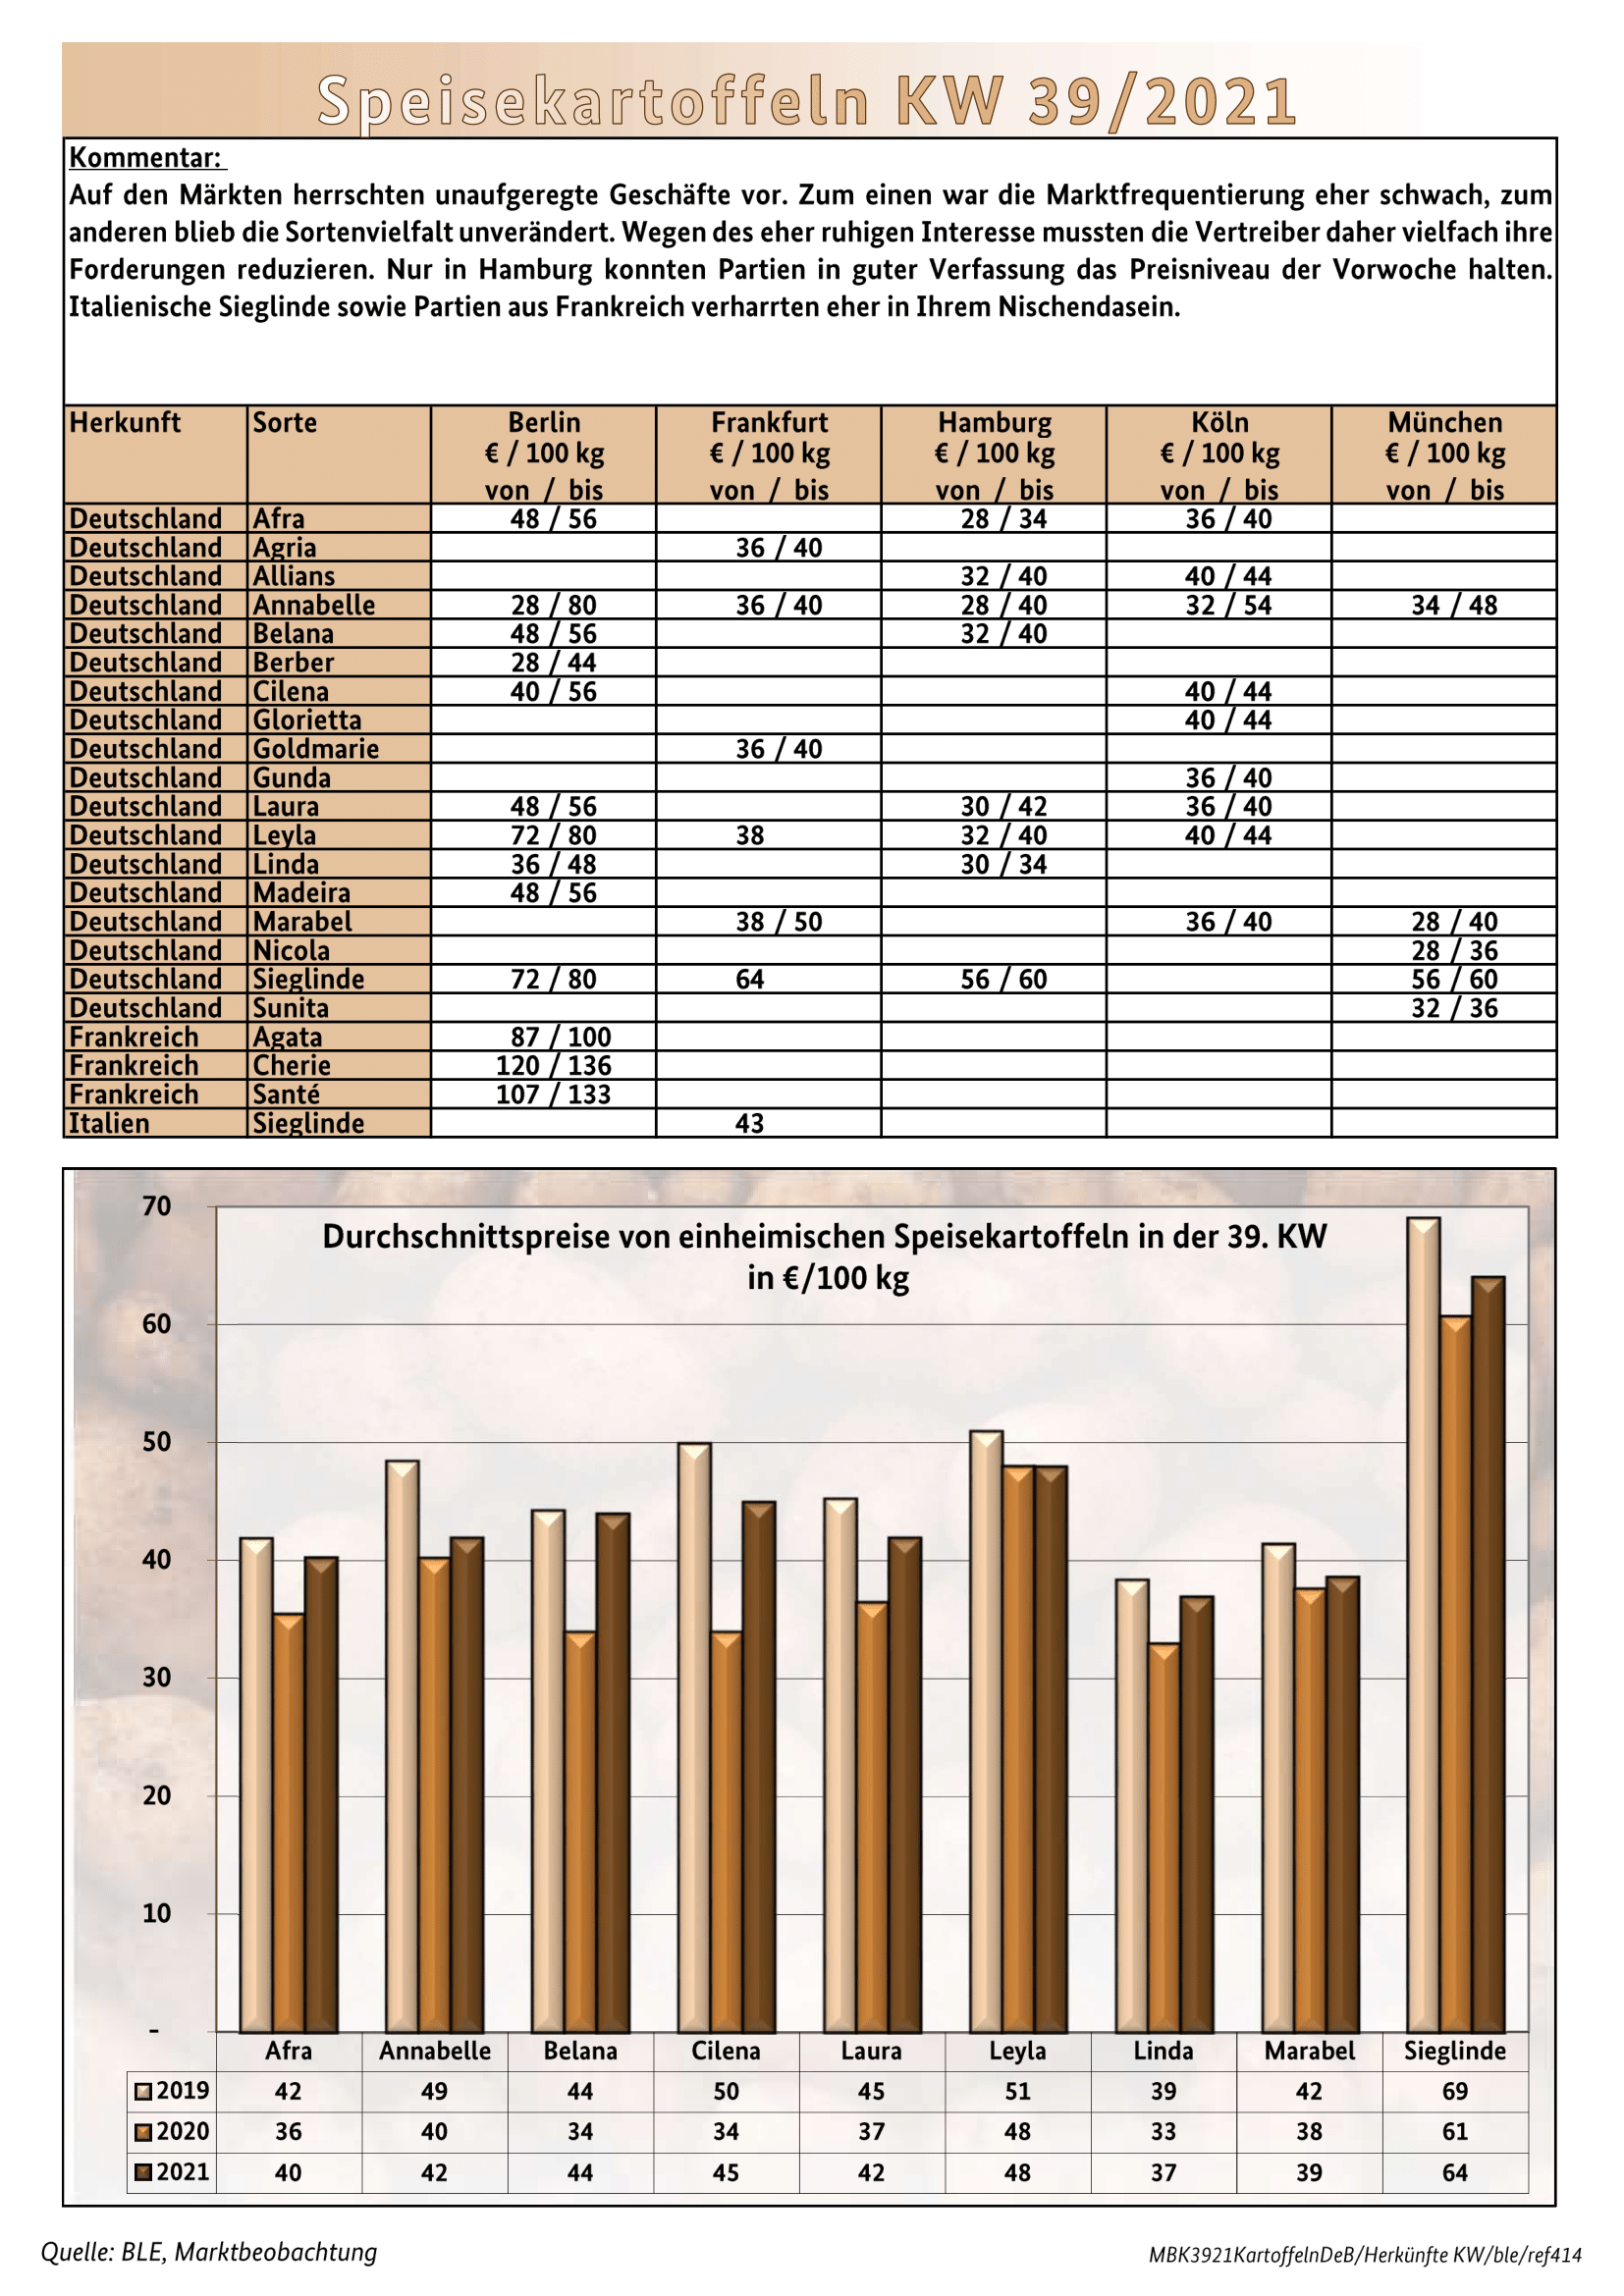 Speisekartoffeln KW 39/2021
Kommentar:
Auf den Märkten herrschten unaufgeregte Geschäfte vor. Zum einen war die Marktfrequentierung eher schwach, zum
anderen blieb die Sortenvielfalt unverändert. Wegen des eher ruhigen Interesse mussten die Vertreiber daher vielfach ihre
Forderungen reduzieren. Nur in Hamburg konnten Partien in guter Verfassung das Preisniveau der Vorwoche halten.
Italienische Sieglinde sowie Partien aus Frankreich verharrten eher in Ihrem Nischendasein.
Herkunft Sorte Berlin Frankfurt Hamburg Köln München
€ / 100 kg € / 100 kg € / 100 kg € / 100 kg € / 100 kg
von / bis von / bis von / bis von / bis von / bis
Deutschland Afra 48 / 56 28 / 34 36 / 40
Deutschland Agria 36 / 40
Deutschland Allians 32 / 40 40 / 44
Deutschland Annabelle 28 / 80 36 / 40 28 / 40 32 / 54 34 / 48
Deutschland Belana 48 / 56 32 / 40
Deutschland Berber 28 / 44
Deutschland Cilena 40 / 56 40 / 44
Deutschland Glorietta 40 / 44
Deutschland Goldmarie 36 / 40
Deutschland Gunda 36 / 40
Deutschland Laura 48 / 56 30 / 42 36 / 40
Deutschland Leyla 72 / 80 38 32 / 40 40 / 44
Deutschland Linda 36 / 48 30 / 34
Deutschland Madeira 48 / 56
Deutschland Marabel 38 / 50 36 / 40 28 / 40
Deutschland Nicola 28 / 36
Deutschland Sieglinde 72 / 80 64 56 / 60 56 / 60
Deutschland Sunita 32 / 36
Frankreich Agata 87 / 100
Frankreich Cherie 120 / 136
Frankreich Santé 107 / 133
Italien Sieglinde 43
Durchschnittspreise von einheimischen Speisekartoffeln in der 39. KW
in €/100 kg
70
60
50
40
30
20
10
-
Afra Annabelle Belana Cilena Laura Leyla Linda Marabel Sieglinde
2019 42 49 44 50 45 51 39 42 69
2020 36 40 34 34 37 48 33 38 61
2021 40 42 44 45 42 48 37 39 64
Quelle: BLE, Marktbeobachtung
MBK3921KartoffelnDeB/Herkünfte KW/ble/ref414